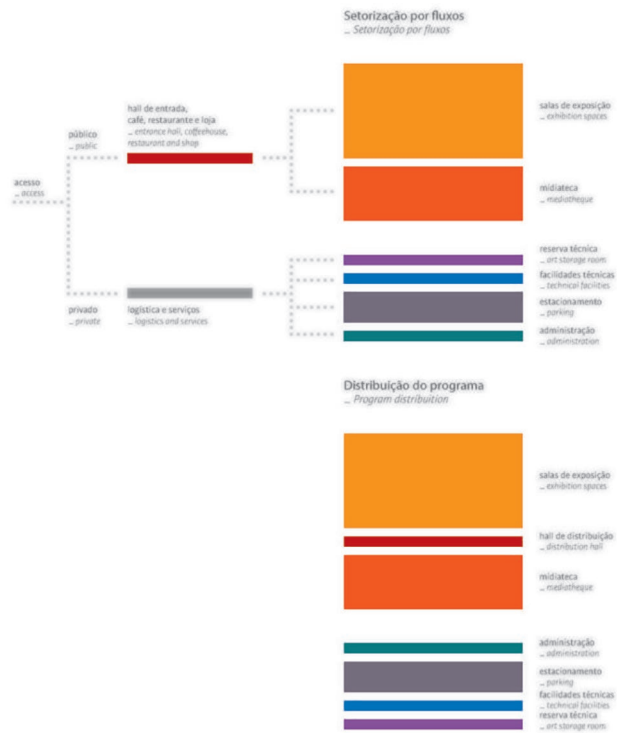 Setorização por fluxos
... Setorização por fluxos
hall de entrada,
café, restaurante e loja
... entrance hall, coffeehouse,
restaurant and shop
público
... public
acesso
... access
privado
... private
logística e serviços
... logistics and services
salas de exposição
... exhibition spaces
midiateca
... mediatheque
reserva técnica
... art storage room
facilidades técnicas
... technical facilities
estacionamento
... parking
administração
... administration
Distribuição do programa
... Program distribuition
salas de exposição
... exhibition spaces
hall de distribuição
... distribution hall
midiateca
... mediatheque
administração
... administration
estacionamento
... parking
facilidades técnicas
... technical facilities
reserva técnica
... art storage room